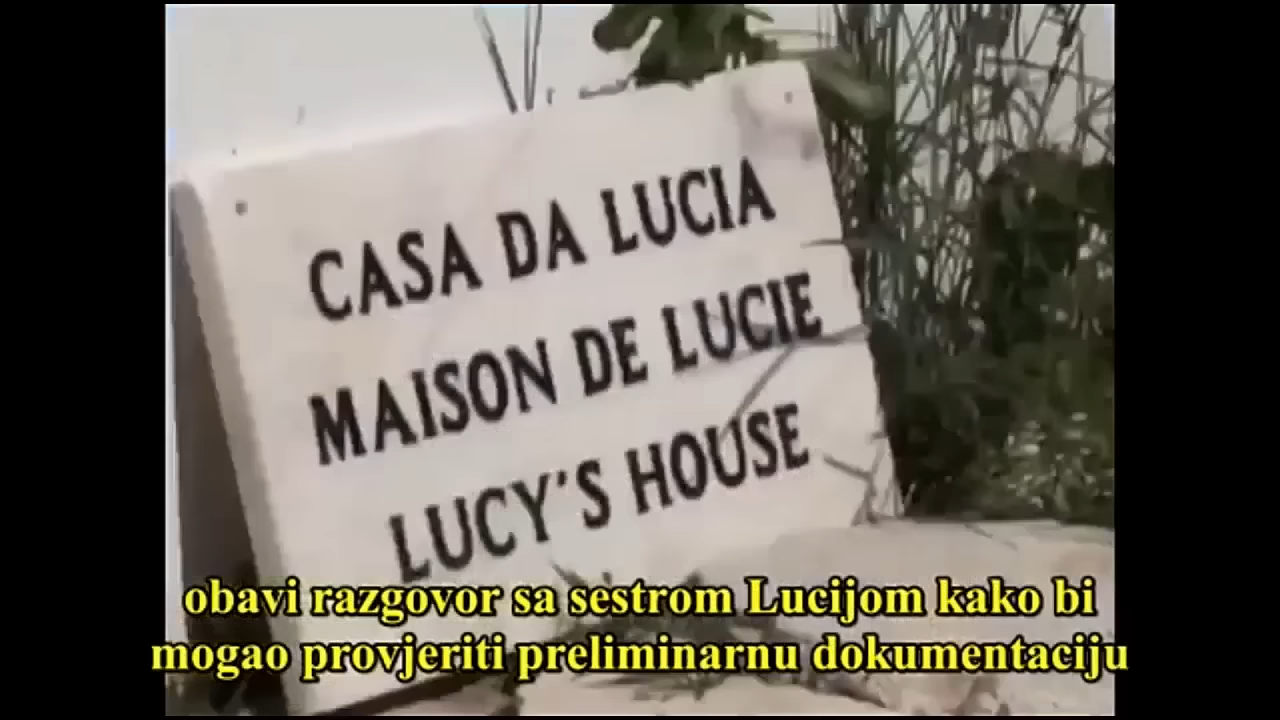 CASA DA LUCIA
MAISON DE LUCIE
LUCY'S HOUSE
obavi razgovor sa sestrom Lucijom kako bi
mogao provjeriti preliminarnu dokumentaciju